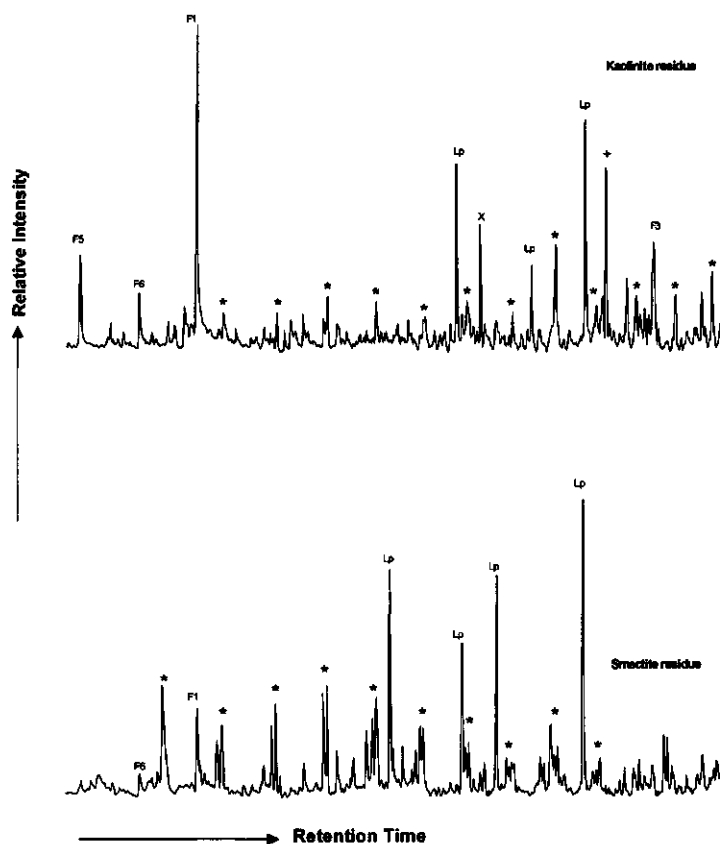 F1
Kaolinite residue
Lp
Lp
+
X
F5
F6
Lp
*
F3
*
*
*
*
*
*
*
*
*
*
*
Relative Intensity
Lp
Lp
Lp
Lp
Smectite residue
*
*
*
*
F1
*
*
*
*
*
*
F6
Retention Time